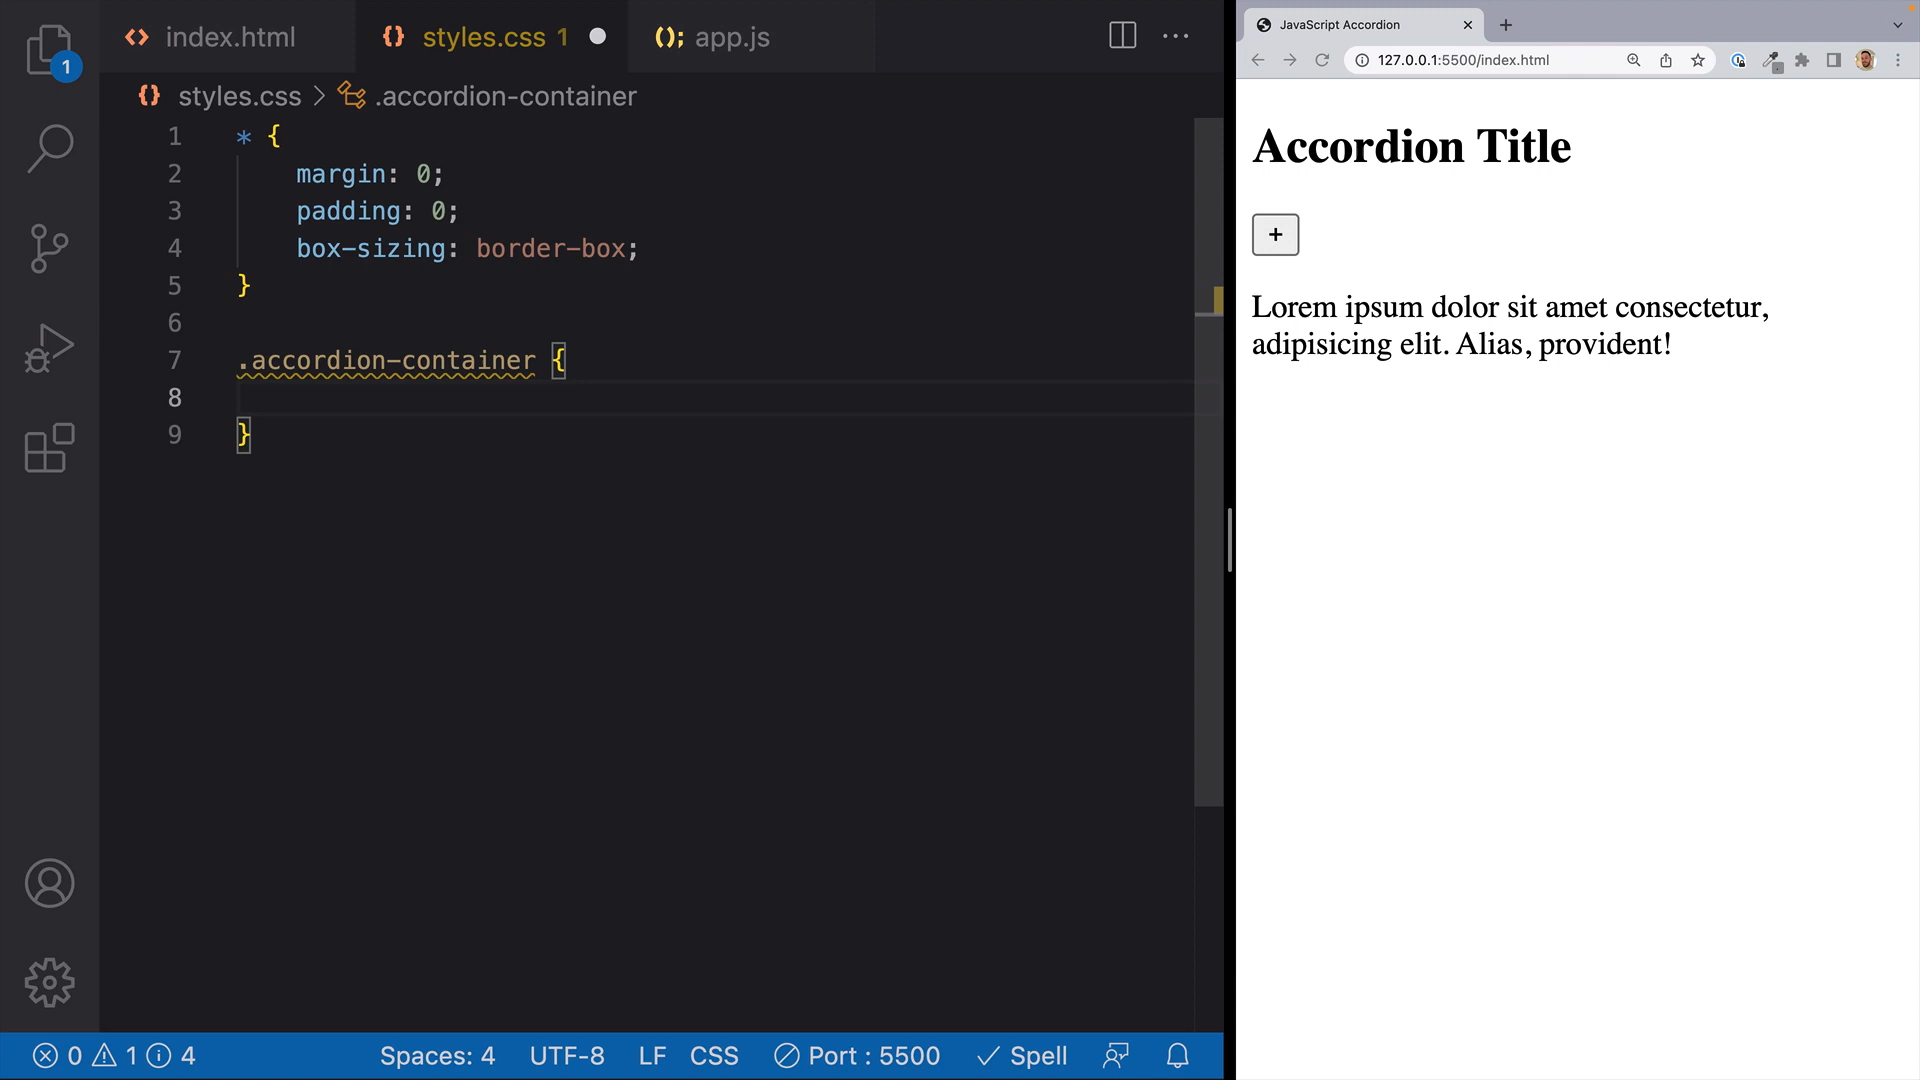 1
index.html
styles.css 1
(); app.js
{} styles.css > .accordion-container
1 * {
2 margin: 0;
3 padding: 0;
4 box-sizing: border-box;
5 }
6
7 .accordion-container {
8
9 }
0 1 4 Spaces: 4 UTF-8 LF CSS Port : 5500 Spell
JavaScript Accordion
127.0.0.1:5500/index.html
Accordion Title
+
Lorem ipsum dolor sit amet consectetur,
adipisicing elit. Alias, provident!